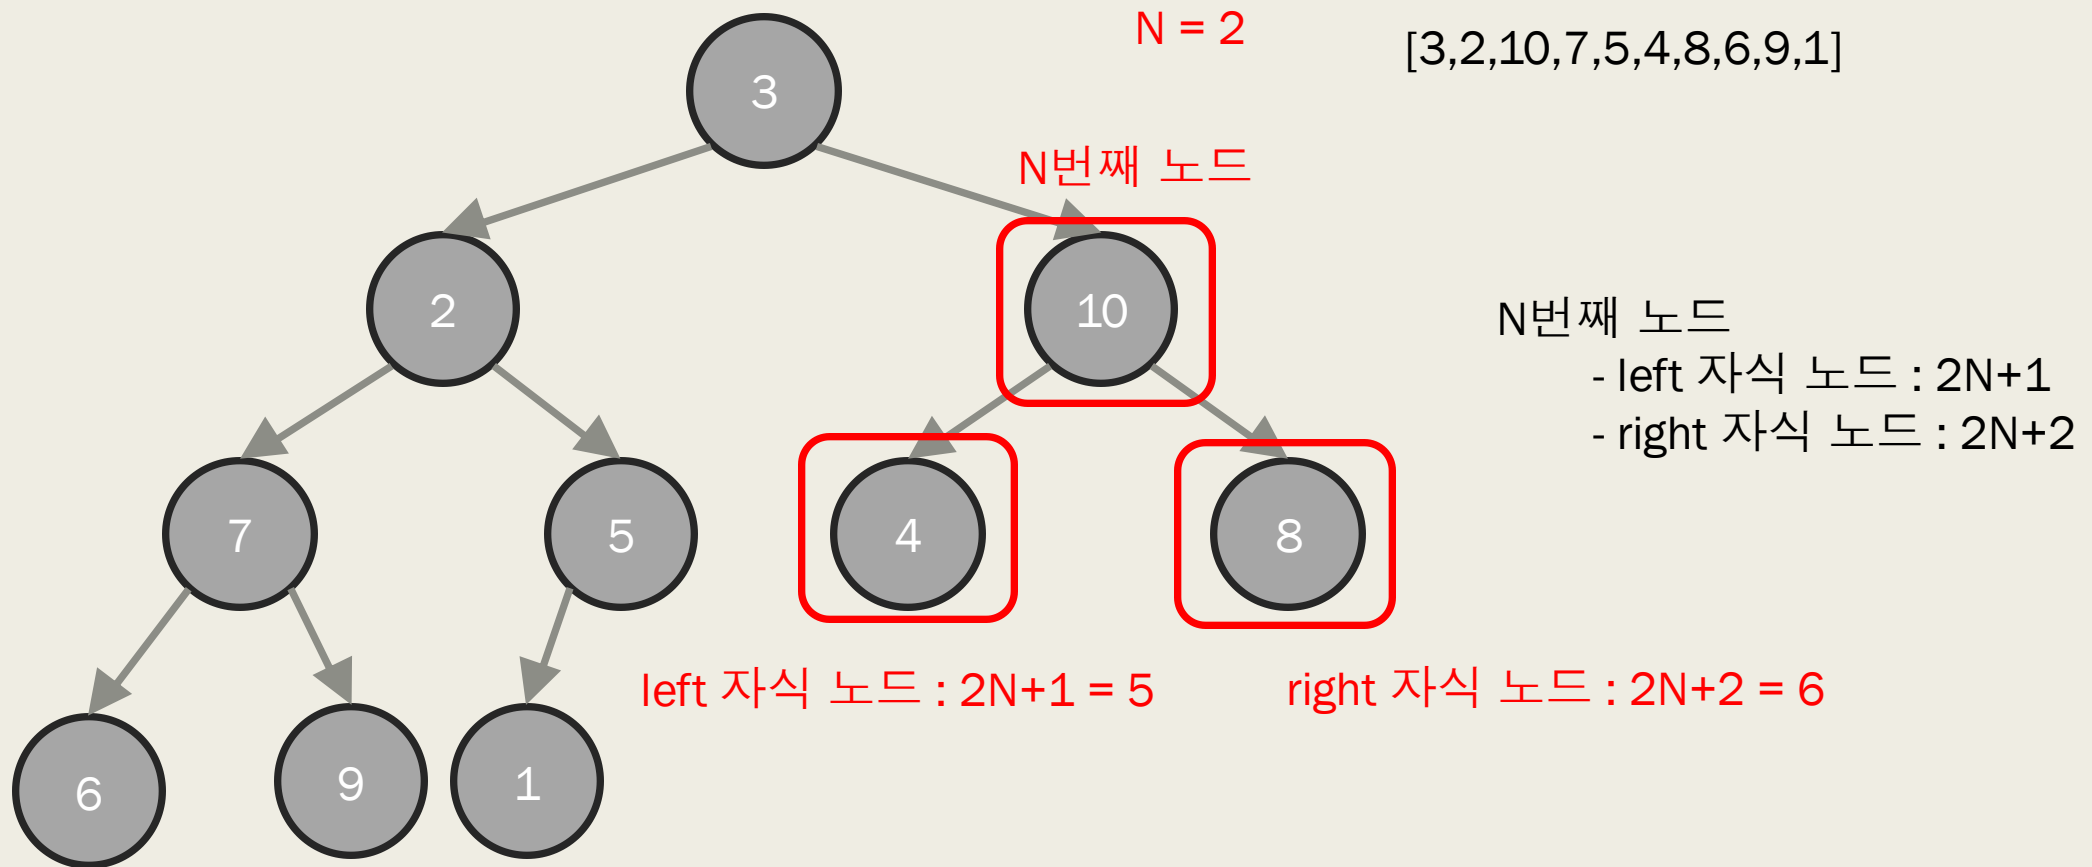 N = 2
[3,2,10,7,5,4,8,6,9,1]
3
N번째 노드
2
10
N번째 노드
- left 자식 노드 : 2N+1
- right 자식 노드 : 2N+2
7
5
4
8
left 자식 노드 : 2N+1 = 5
right 자식 노드 : 2N+2 = 6
6
9
1